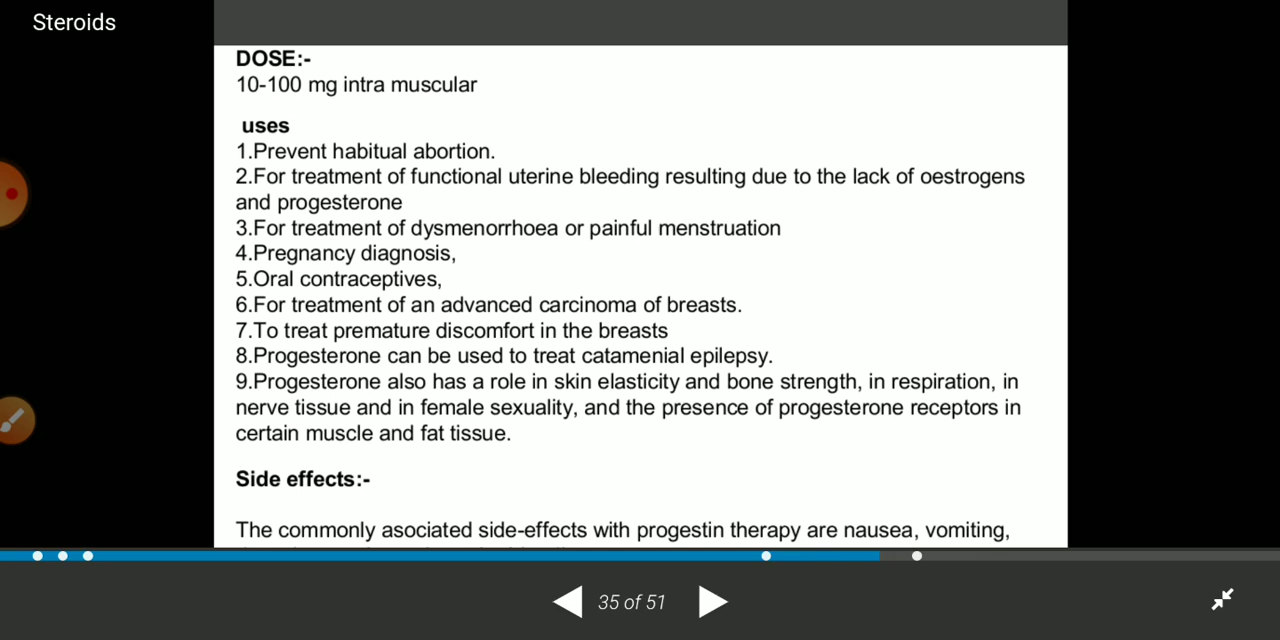 Steroids
DOSE:-
10-100 mg intra muscular
uses
1.Prevent habitual abortion.
2.For treatment of functional uterine bleeding resulting due to the lack of oestrogens
and progesterone
3.For treatment of dysmenorrhoea or painful menstruation
4.Pregnancy diagnosis,
5.Oral contraceptives,
6.For treatment of an advanced carcinoma of breasts.
7.To treat premature discomfort in the breasts
8.Progesterone can be used to treat catamenial epilepsy.
9.Progesterone also has a role in skin elasticity and bone strength, in respiration, in
nerve tissue and in female sexuality, and the presence of progesterone receptors in
certain muscle and fat tissue.
Side effects:-
The commonly asociated side-effects with progestin therapy are nausea, vomiting,
35 of 51